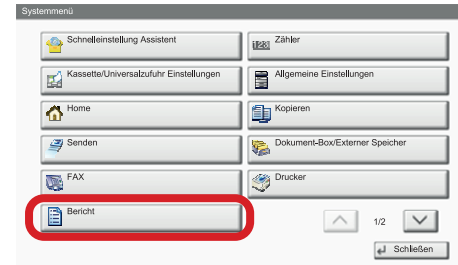 Systemmenü
Schnelleinstellung Assistent
123 Zähler
Kassette/Universalzufuhr Einstellungen
Allgemeine Einstellungen
Home
Kopieren
Senden
Dokument-Box/Externer Speicher
FAX
Drucker
Bericht
1/2
Schließen